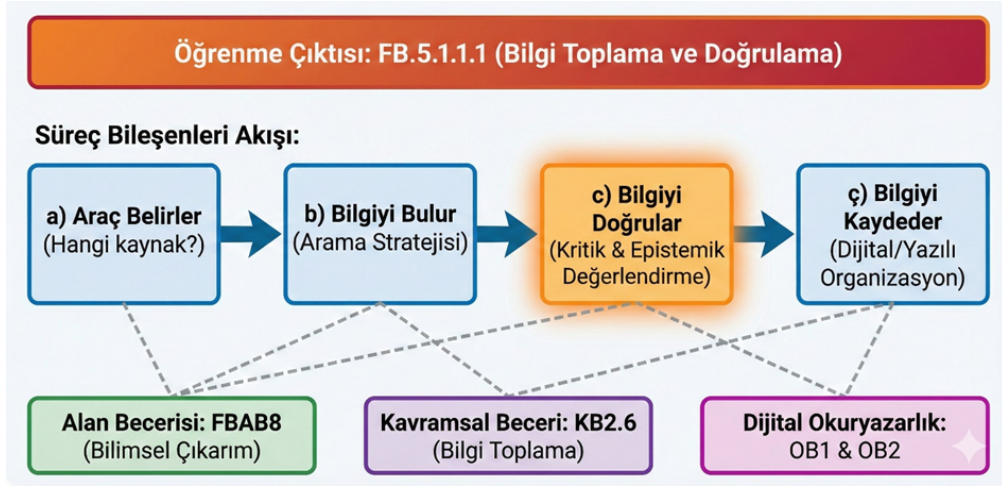 Öğrenme Çıktısı: FB.5.1.1.1 (Bilgi Toplama ve Doğrulama)
Süreç Bileşenleri Akışı:
a) Araç Belirler
(Hangi kaynak?)
b) Bilgiyi Bulur
(Arama Stratejisi)
c) Bilgiyi
Doğrular
(Kritik & Epistemik
Değerlendirme)
ç) Bilgiyi
Kaydeder
(Dijital/Yazılı
Organizasyon)
Alan Becerisi: FBAB8
(Bilimsel Çıkarım)
Kavramsal Beceri: KB2.6
(Bilgi Toplama)
Dijital Okuryazarlık:
OB1 & OB2